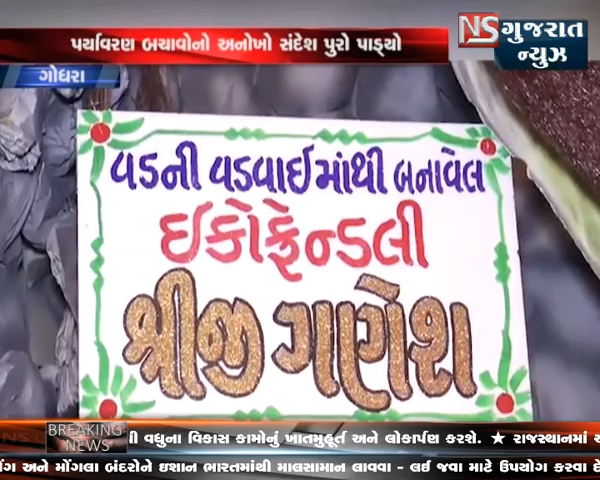 પર્યાવરણ બચાવોનો અનોખો સંદેશ પુરો પાડ્યો
NS ગુજરાત
ન્યુઝ
ગોધરા
વડની વડવાઈમાંથી બનાવેલ
ઈકોફ્રેન્ડલી
શ્રીજી ગણેશ
BREAKING
NEWS
વધુના વિકાસ કામોનું ખાતમુહૂર્ત અને લોકાર્પણ કરશે. ★ રાજસ્થાનમાં
અને મોંગલા બંદરોને ઇશાન ભારતમાંથી માલસામાન લાવવા - લઈ જવા માટે ઉપયોગ કરવા દે